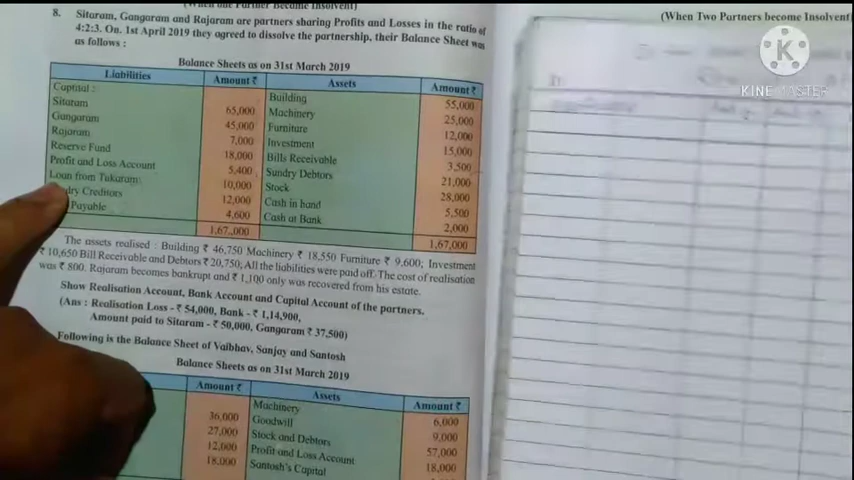 (When one Partner Become Insolvent)
(When Two Partners become Insolvent)
KINEMASTER
8. Sitaram, Gangaram and Rajaram are partners sharing Profits and Losses in the ratio of
4:2:3. On. 1st April 2019 they agreed to dissolve the partnership, their Balance Sheet was
as follows :
Balance Sheets as on 31st March 2019
Liabilities Amount ₹ Assets Amount ₹
Capital : Building 55,000
Sitaram 65,000 Machinery 25,000
Gangaram 45,000 Furniture 12,000
Rajaram 7,000 Investment 15,000
Reserve Fund 18,000 Bills Receivable 3,500
Profit and Loss Account 5,400 Sundry Debtors 21,000
Loan from Tukaram 10,000 Stock 28,000
dry Creditors 12,000 Cash in hand 5,500
Payable 4,600 Cash at Bank 2,000
1,67,,000 1,67,000
The assets realised : Building ₹ 46,750 Machinery ₹ 18,550 Furniture ₹ 9,600; Investment
₹ 10,650 Bill Receivable and Debtors ₹ 20,750; All the liabilities were paid off. The cost of realisation
was ₹ 800. Rajaram becomes bankrupt and ₹ 1,100 only was recovered from his estate.
Show Realisation Account, Bank Account and Capital Account of the partners.
(Ans : Realisation Loss - ₹ 54,000, Bank - ₹ 1,14,900,
Amount paid to Sitaram - ₹ 50,000, Gangaram ₹ 37,500)
Following is the Balance Sheet of Vaibhav, Sanjay and Santosh
Balance Sheets as on 31st March 2019
Amount ₹ Assets Amount ₹
36,000 Machinery 6,000
27,000 Goodwill 9,000
12,000 Stock and Debtors 57,000
18,000 Profit and Loss Account 18,000
Santosh's Capital